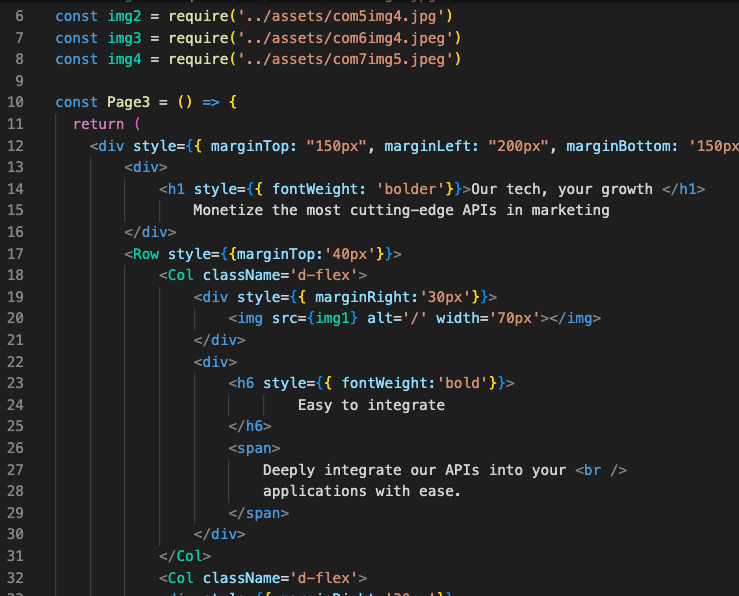 6 const img2 = require('../assets/com5img4.jpg')
7 const img3 = require('../assets/com6img4.jpeg')
8 const img4 = require('../assets/com7img5.jpeg')
9
10 const Page3 = () => {
11 return (
12 <div style={{ marginTop: "150px", marginLeft: "200px", marginBottom: '150px
13 <div>
14 <h1 style={{ fontWeight: 'bolder'}}>Our tech, your growth </h1>
15 Monetize the most cutting-edge APIs in marketing
16 </div>
17 <Row style={{marginTop:'40px'}}>
18 <Col className='d-flex'>
19 <div style={{ marginRight:'30px'}}>
20 <img src={img1} alt='/' width='70px'></img>
21 </div>
22 <div>
23 <h6 style={{ fontWeight:'bold'}}>
24 Easy to integrate
25 </h6>
26 <span>
27 Deeply integrate our APIs into your <br />
28 applications with ease.
29 </span>
30 </div>
31 </Col>
32 <Col className='d-flex'>